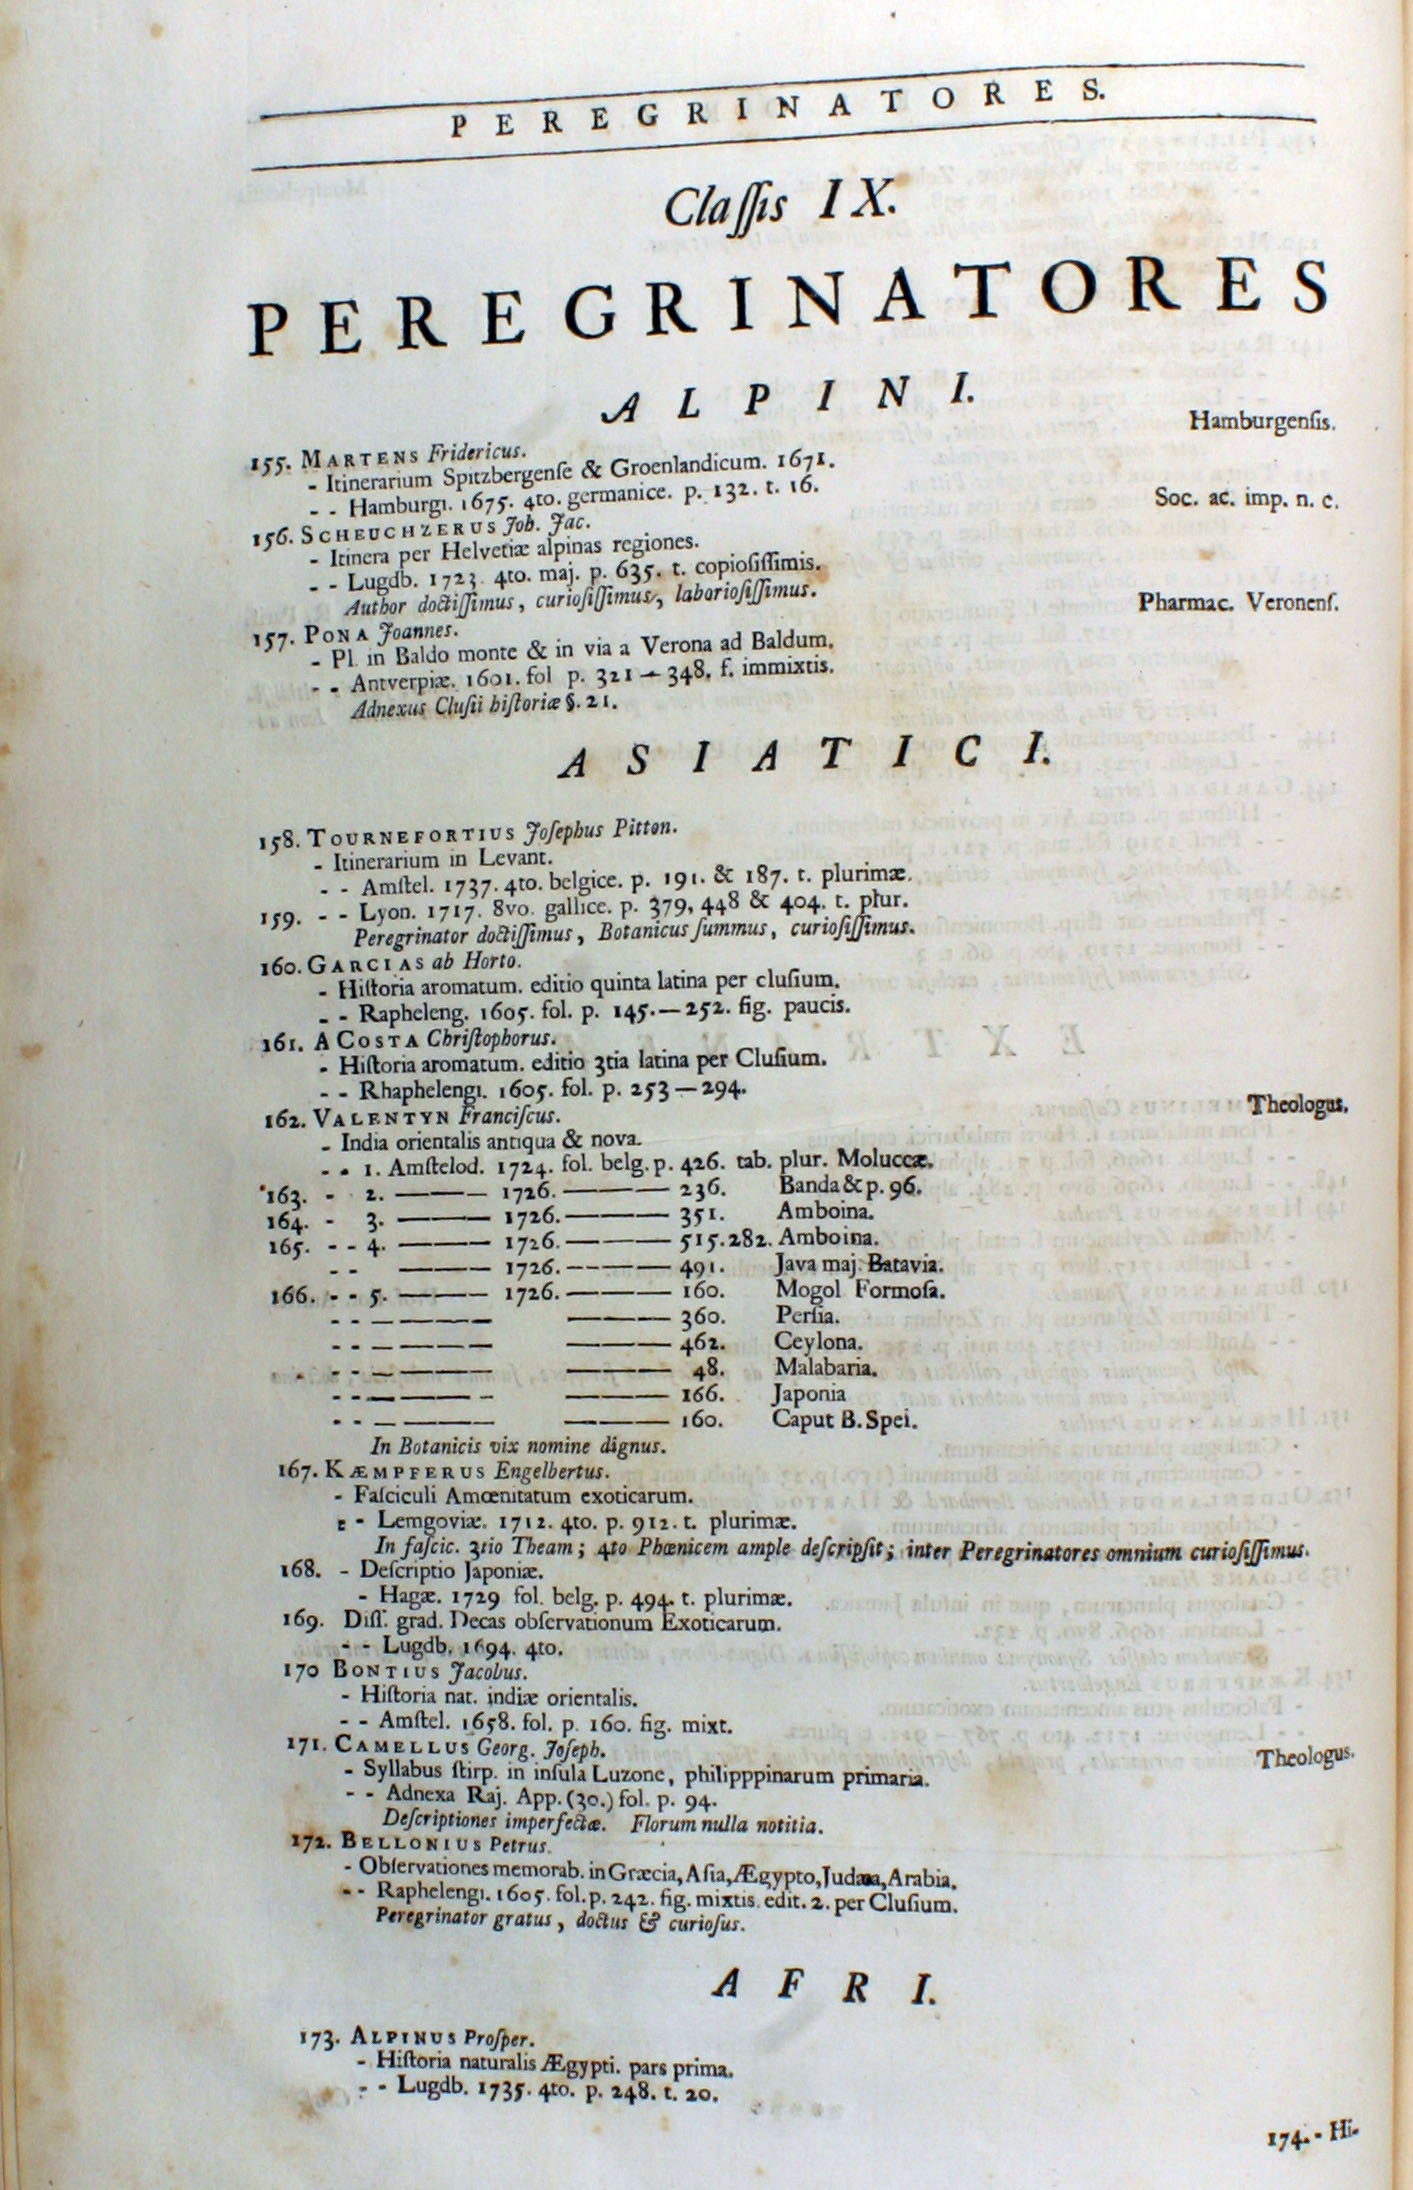 PEREGRINATORES.
Claſſis IX.
PEREGRINATORES
ALPINI.
155. MARTENS Fridericus. Hamburgenſis.
- Itinerarium Spitzbergenſe & Groenlandicum. 1671.
- - Hamburgi. 1675. 4to. germanice. p. 132. t. 16.
156. SCHEUCHZERUS Joh. Jac. Soc. ac. imp. n. c.
- Itinera per Helvetiæ alpinas regiones.
- - Lugdb. 1723. 4to. maj. p. 635. t. copioſiſſimis.
Author doctiſſimus, curioſiſſimus, laborioſiſſimus.
157. PONA Joannes. Pharmac. Veronenſ.
- Pl. in Baldo monte & in via a Verona ad Baldum.
- - Antverpiæ. 1601. fol p. 321 — 348. f. immixtis.
Adnexus Cluſii hiſtoriæ §. 21.
ASIATICI.
158. TOURNEFORTIUS Joſephus Pitton.
- Itinerarium in Levant.
- - Amſtel. 1737. 4to. belgice. p. 191. & 187. t. plurimæ.
159. - - Lyon. 1717. 8vo. gallice. p. 379, 448 & 404. t. plur.
Peregrinator doctiſſimus, Botanicus ſummus, curioſiſſimus.
160. GARCIAS ab Horto.
- Hiſtoria aromatum. editio quinta latina per cluſium.
- - Rapheleng. 1605. fol. p. 145. — 252. fig. paucis.
161. A COSTA Chriſtophorus.
- Hiſtoria aromatum. editio 3tia latina per Cluſium.
- - Rhaphelengi. 1605. fol. p. 253 — 294.
162. VALENTYN Franciſcus. Theologus.
- India orientalis antiqua & nova.
- - 1. Amſtelod. 1724. fol. belg. p. 426. tab. plur. Moluccæ.
163. - 2. ——— 1726. ——— 236. Banda & p. 96.
164. - 3. ——— 1726. ——— 351. Amboina.
165. - - 4. ——— 1726. ——— 515. 282. Amboina.
- - ——— 1726. ——— 491. Java maj. Batavia.
166. - - 5. ——— 1726. ——— 160. Mogol Formoſa.
- - ——— ——— 360. Perſia.
- - ——— ——— 462. Ceylona.
- - ——— ——— 48. Malabaria.
- - ——— ——— 166. Japonia
- - ——— ——— 160. Caput B. Spei.
In Botanicis vix nomine dignus.
167. KÆMPFERUS Engelbertus.
- Faſciculi Amœnitatum exoticarum.
- - Lemgoviæ. 1712. 4to. p. 912. t. plurimæ.
In faſcic. 3tio Theam; 4to Phœnicem ample deſcripſit; inter Peregrinatores omnium curioſiſſimus.
168. - Deſcriptio Japoniæ.
- Hagæ. 1729 fol. belg. p. 494. t. plurimæ.
169. Diſſ. grad. Decas obſervationum Exoticarum.
- - Lugdb. 1694. 4to.
170 BONTIUS Jacobus.
- Hiſtoria nat. indiæ orientalis.
- - Amſtel. 1658. fol. p. 160. fig. mixt.
171. CAMELLUS Georg. Joſeph. Theologus.
- Syllabus ſtirp. in inſula Luzone, philipppinarum primaria.
- - Adnexa Raj. App. (30.) fol. p. 94.
Deſcriptiones imperfectæ. Florum nulla notitia.
172. BELLONIUS Petrus.
- Obſervationes memorab. in Græcia, Aſia, Ægypto, Judæa, Arabia.
- - Raphelengi. 1605. fol. p. 242. fig. mixtis. edit. 2. per Cluſium.
Peregrinator gratus, doctus & curioſus.
AFRI.
173. ALPINUS Proſper.
- Hiſtoria naturalis Ægypti. pars prima.
- - Lugdb. 1735. 4to. p. 248. t. 20.
174. - Hi-